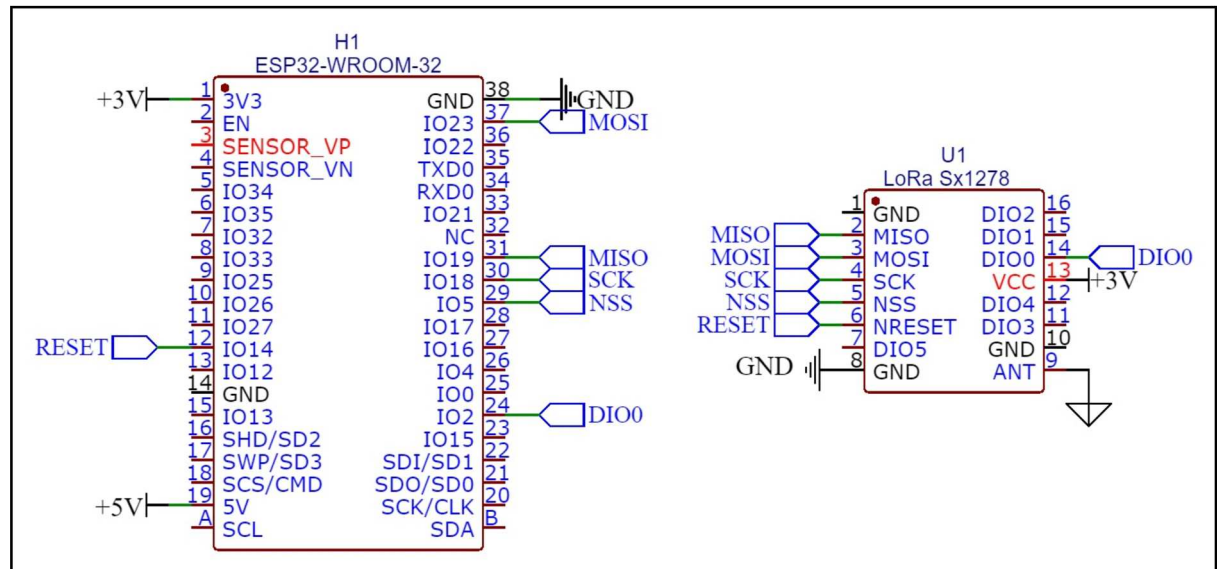 H1
ESP32-WROOM-32
+3V
1
3V3
2
EN
3
SENSOR_VP
4
SENSOR_VN
5
IO34
6
IO35
7
IO32
8
IO33
9
IO25
10
IO26
11
IO27
RESET
12
IO14
13
IO12
14
GND
15
IO13
16
SHD/SD2
17
SWP/SD3
18
SCS/CMD
+5V
19
5V
A
SCL
GND
38
GND
IO23
37
MOSI
IO22
36
TXD0
35
RXD0
34
IO21
33
NC
32
IO19
31
MISO
IO18
30
SCK
IO5
29
NSS
IO17
28
IO16
27
IO4
26
IO0
25
IO2
24
DIO0
IO15
23
SDI/SD1
22
SDO/SD0
21
SCK/CLK
20
SDA
B
U1
LoRa Sx1278
1
GND
MISO
2
MISO
MOSI
3
MOSI
SCK
4
SCK
NSS
5
NSS
RESET
6
NRESET
7
DIO5
GND
8
GND
DIO2
16
DIO1
15
DIO0
14
DIO0
VCC
13
+3V
DIO4
12
DIO3
11
GND
10
ANT
9